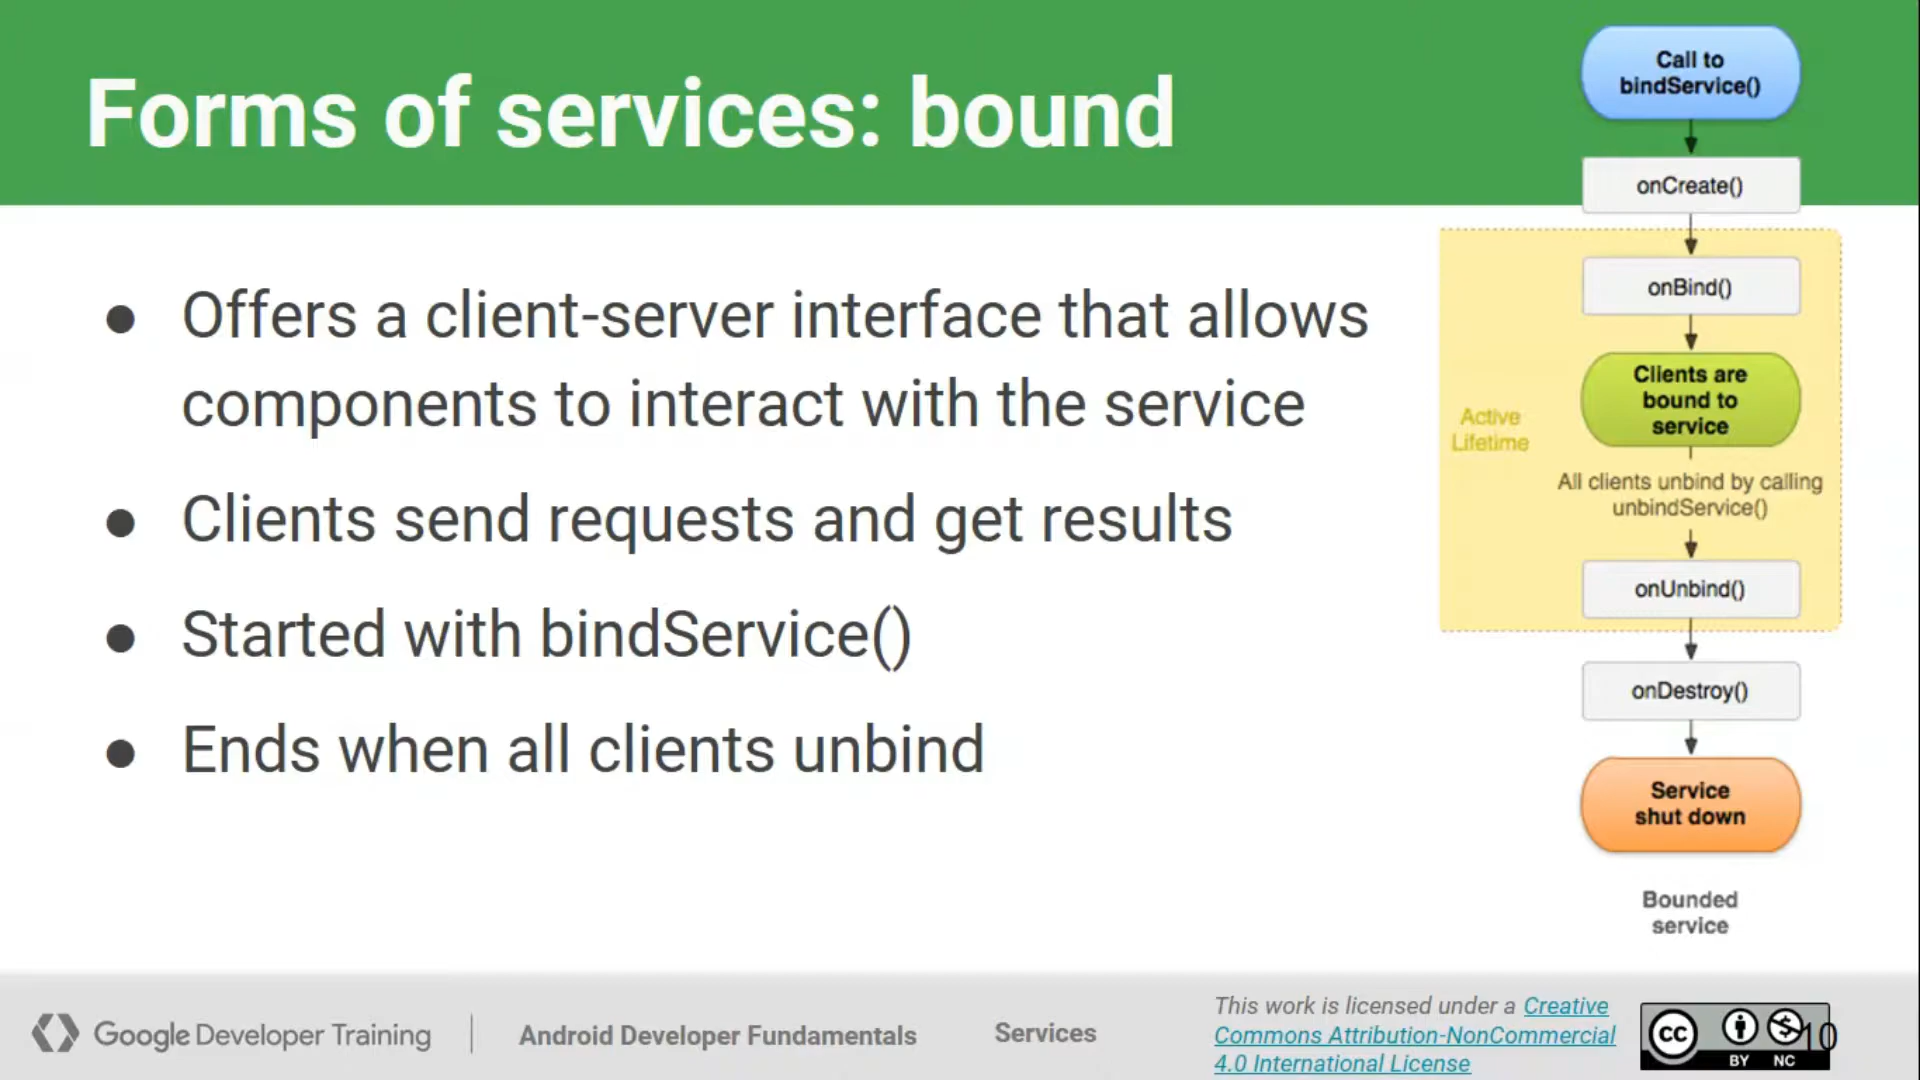 Forms of services: bound
● Offers a client-server interface that allows
components to interact with the service
● Clients send requests and get results
● Started with bindService()
● Ends when all clients unbind
Call to
bindService()
onCreate()
onBind()
Clients are
bound to
service
Active
Lifetime
All clients unbind by calling
unbindService()
onUnbind()
onDestroy()
Service
shut down
Bounded
service
Google Developer Training
Android Developer Fundamentals
Services
This work is licensed under a Creative
Commons Attribution-NonCommercial
4.0 International License
cc
BY NC
10